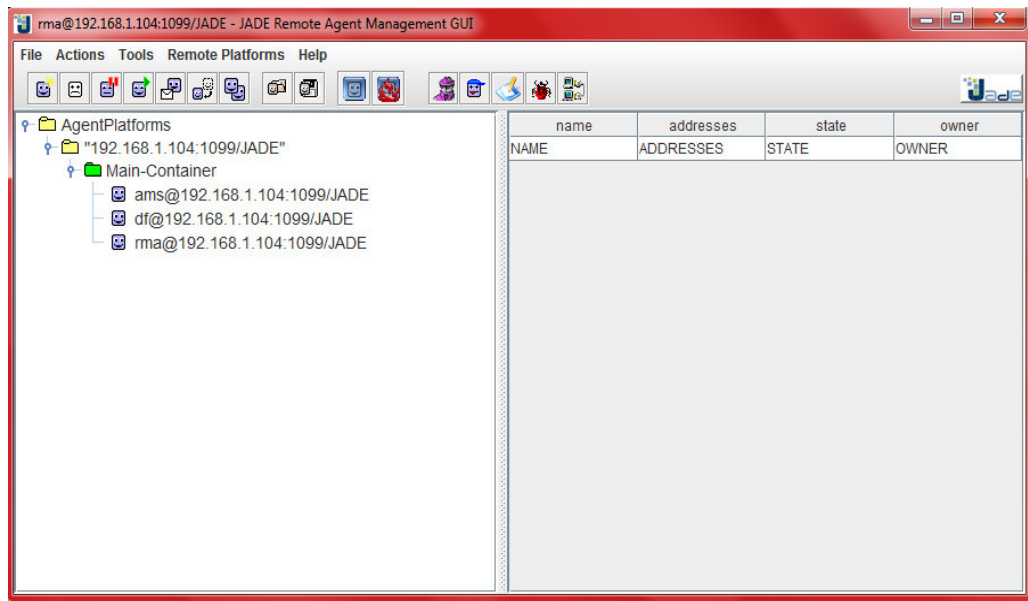 rma@192.168.1.104:1099/JADE - JADE Remote Agent Management GUI
File Actions Tools Remote Platforms Help
Jade
AgentPlatforms
"192.168.1.104:1099/JADE"
Main-Container
ams@192.168.1.104:1099/JADE
df@192.168.1.104:1099/JADE
rma@192.168.1.104:1099/JADE
name addresses state owner
NAME ADDRESSES STATE OWNER